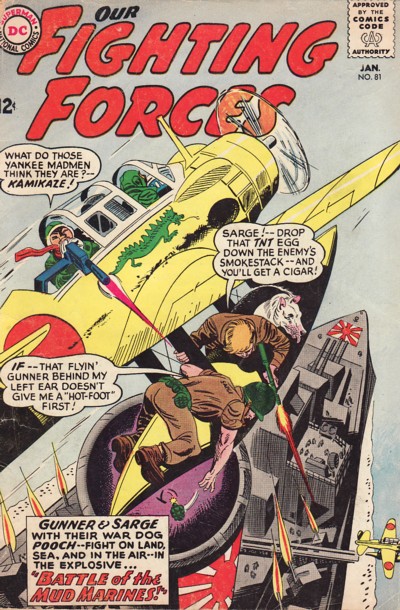 SUPERMAN
DC
NATIONAL COMICS
APPROVED
BY THE
COMICS
CODE
CA
AUTHORITY
OUR
FIGHTING
FORCES
12¢
JAN.
NO. 81
WHAT DO THOSE
YANKEE MADMEN
THINK THEY ARE?--
KAMIKAZE!
SARGE!--DROP
THAT TNT EGG
DOWN THE ENEMY'S
SMOKESTACK--AND
YOU'LL GET A CIGAR!
IF--THAT FLYIN'
GUNNER BEHIND MY
LEFT EAR DOESN'T
GIVE ME A "HOT-FOOT"
FIRST!
GUNNER & SARGE
WITH THEIR WAR DOG
POOCH--FIGHT ON LAND,
SEA, AND IN THE AIR--IN
THE EXPLOSIVE...
"BATTLE of the
MUD MARINES!"